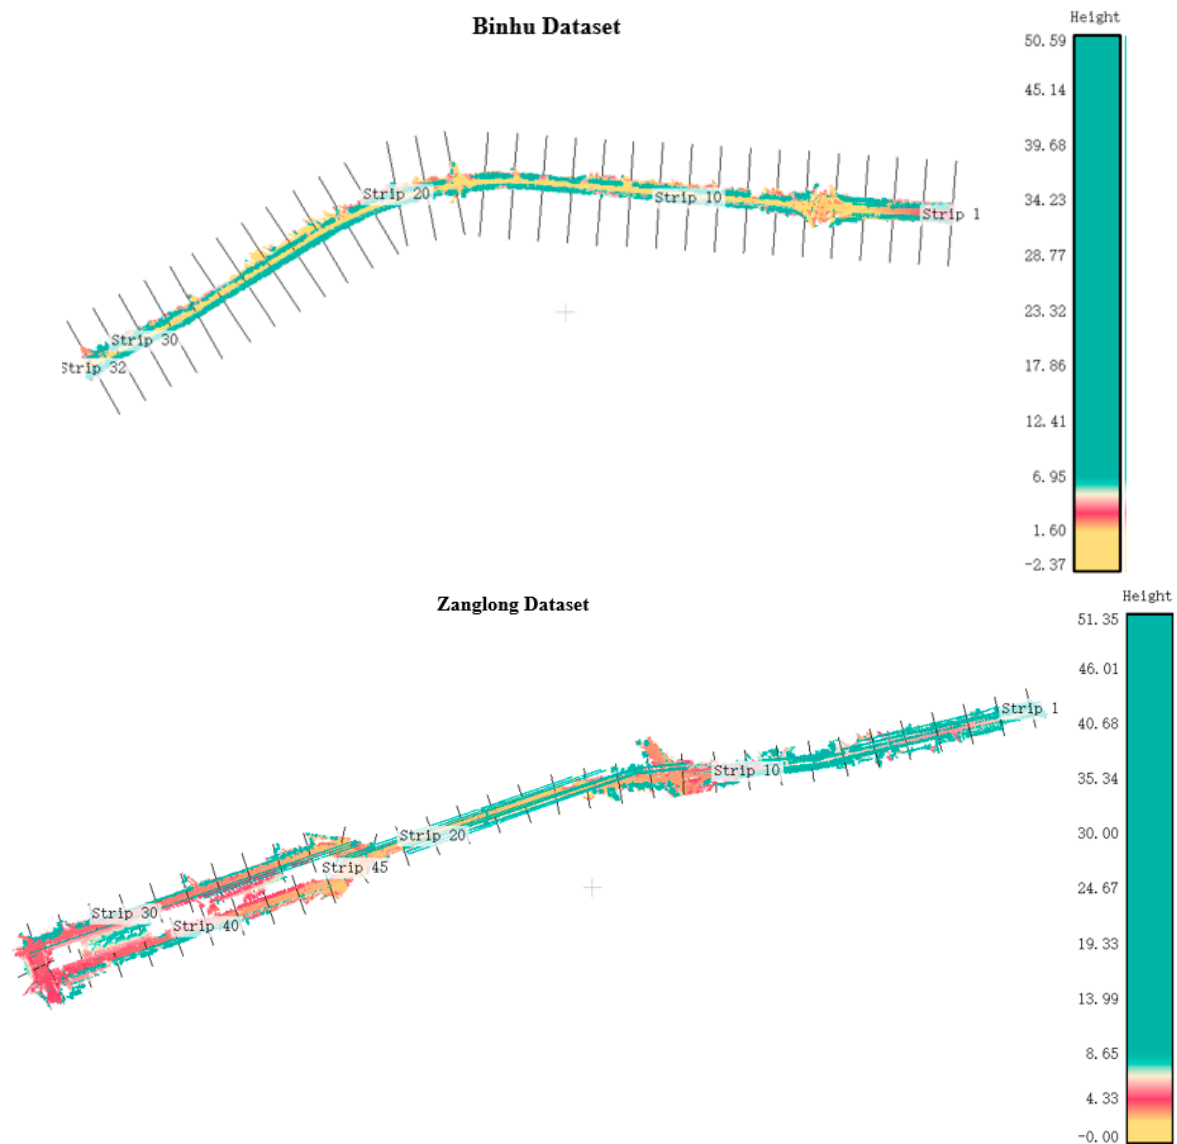 Binhu Dataset
Height
50.59
45.14
39.68
34.23
28.77
23.32
17.86
12.41
6.95
1.60
-2.37
Strip 20
Strip 10
Strip 1
Strip 30
Strip 32
Zanglong Dataset
Height
51.35
46.01
40.68
35.34
30.00
24.67
19.33
13.99
8.65
4.33
-0.00
Strip 1
Strip 10
Strip 20
Strip 45
Strip 30
Strip 40